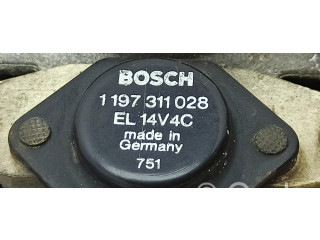 BOSCH
1 197 311 028
EL 14V4C
made in
Germany
751